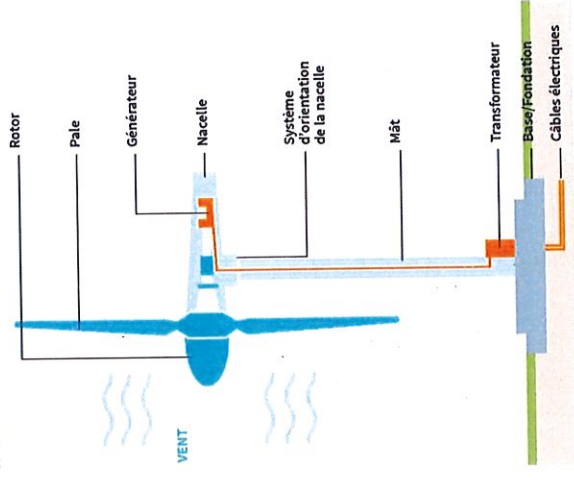 Rotor
Pale
Générateur
Nacelle
Système
d'orientation
de la nacelle
Mât
Transformateur
Base/Fondation
Câbles électriques
VENT